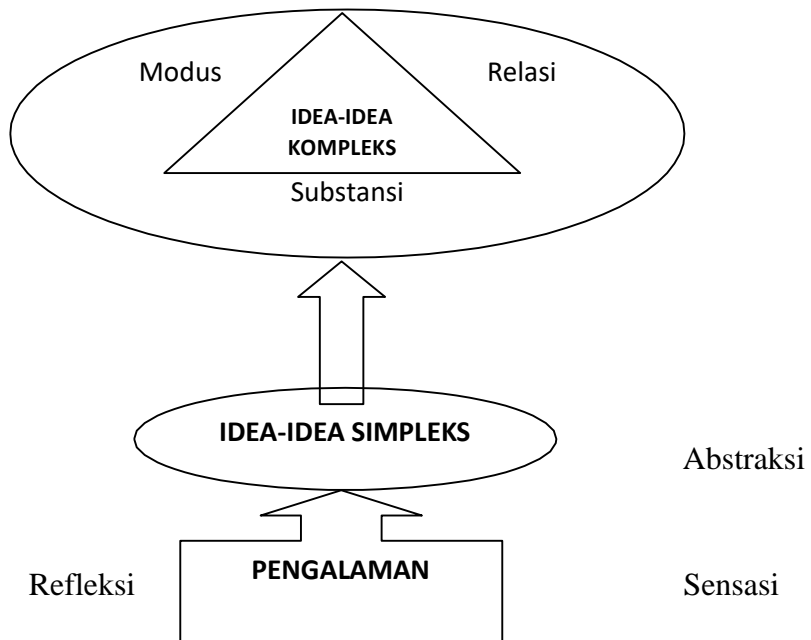 Modus
Relasi
IDEA-IDEA
KOMPLEKS
Substansi
IDEA-IDEA SIMPLEKS
Abstraksi
Refleksi
PENGALAMAN
Sensasi